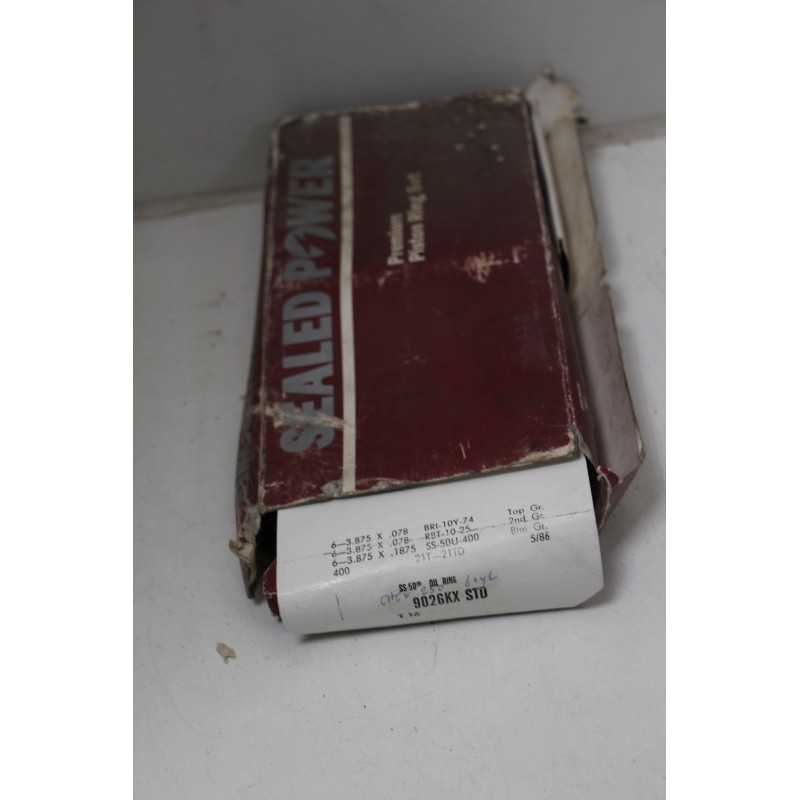 SEALED POWER
Premium
Piston Ring Set
6—3.875 X .078 BRI-10Y-74 Top Gr.
6—3.875 X .078 RBT-10-25 2nd Gr.
6—3.875 X .1875 SS-50U-400 Btm Gr.
400 21T—21TD 5/86
SS-50® OIL RING
9026KX STD